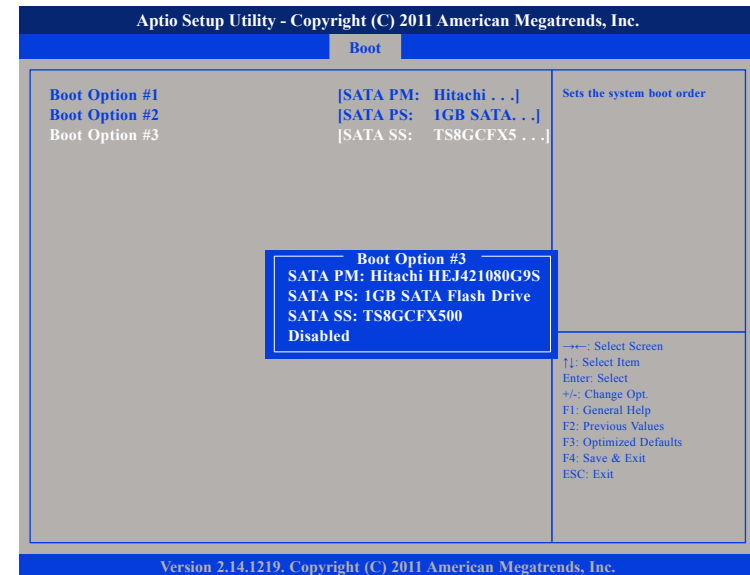 Aptio Setup Utility - Copyright (C) 2011 American Megatrends, Inc.
Boot
Boot Option #1 [SATA PM: Hitachi . . .]
Boot Option #2 [SATA PS: 1GB SATA. . .]
Boot Option #3 [SATA SS: TS8GCFX5 . . .]
Sets the system boot order
Boot Option #3
SATA PM: Hitachi HEJ421080G9S
SATA PS: 1GB SATA Flash Drive
SATA SS: TS8GCFX500
Disabled
→←: Select Screen
↑↓: Select Item
Enter: Select
+/-: Change Opt.
F1: General Help
F2: Previous Values
F3: Optimized Defaults
F4: Save & Exit
ESC: Exit
Version 2.14.1219. Copyright (C) 2011 American Megatrends, Inc.